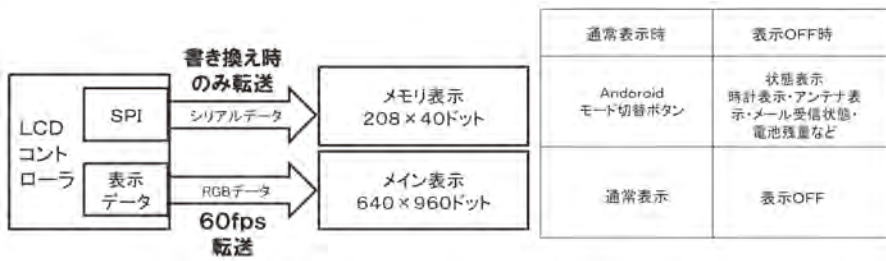 書き換え時
のみ転送
LCD
コント
ローラ
SPI
シリアルデータ
メモリ表示
208×40ドット
表示
データ
RGBデータ
メイン表示
640×960ドット
60fps
転送
通常表示時
表示OFF時
Andoroid
モード切替ボタン
状態表示
時計表示・アンテナ表
示・メール受信状態・
電池残量など
通常表示
表示OFF